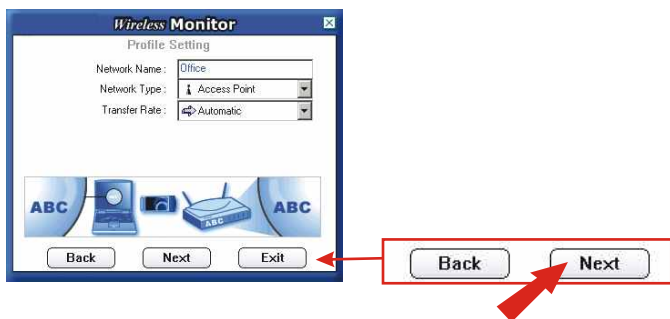 Wireless Monitor
Profile Setting
Network Name : Office
Network Type : Access Point
Transfer Rate : Automatic
ABC ABC ABC
Back Next Exit
Back Next